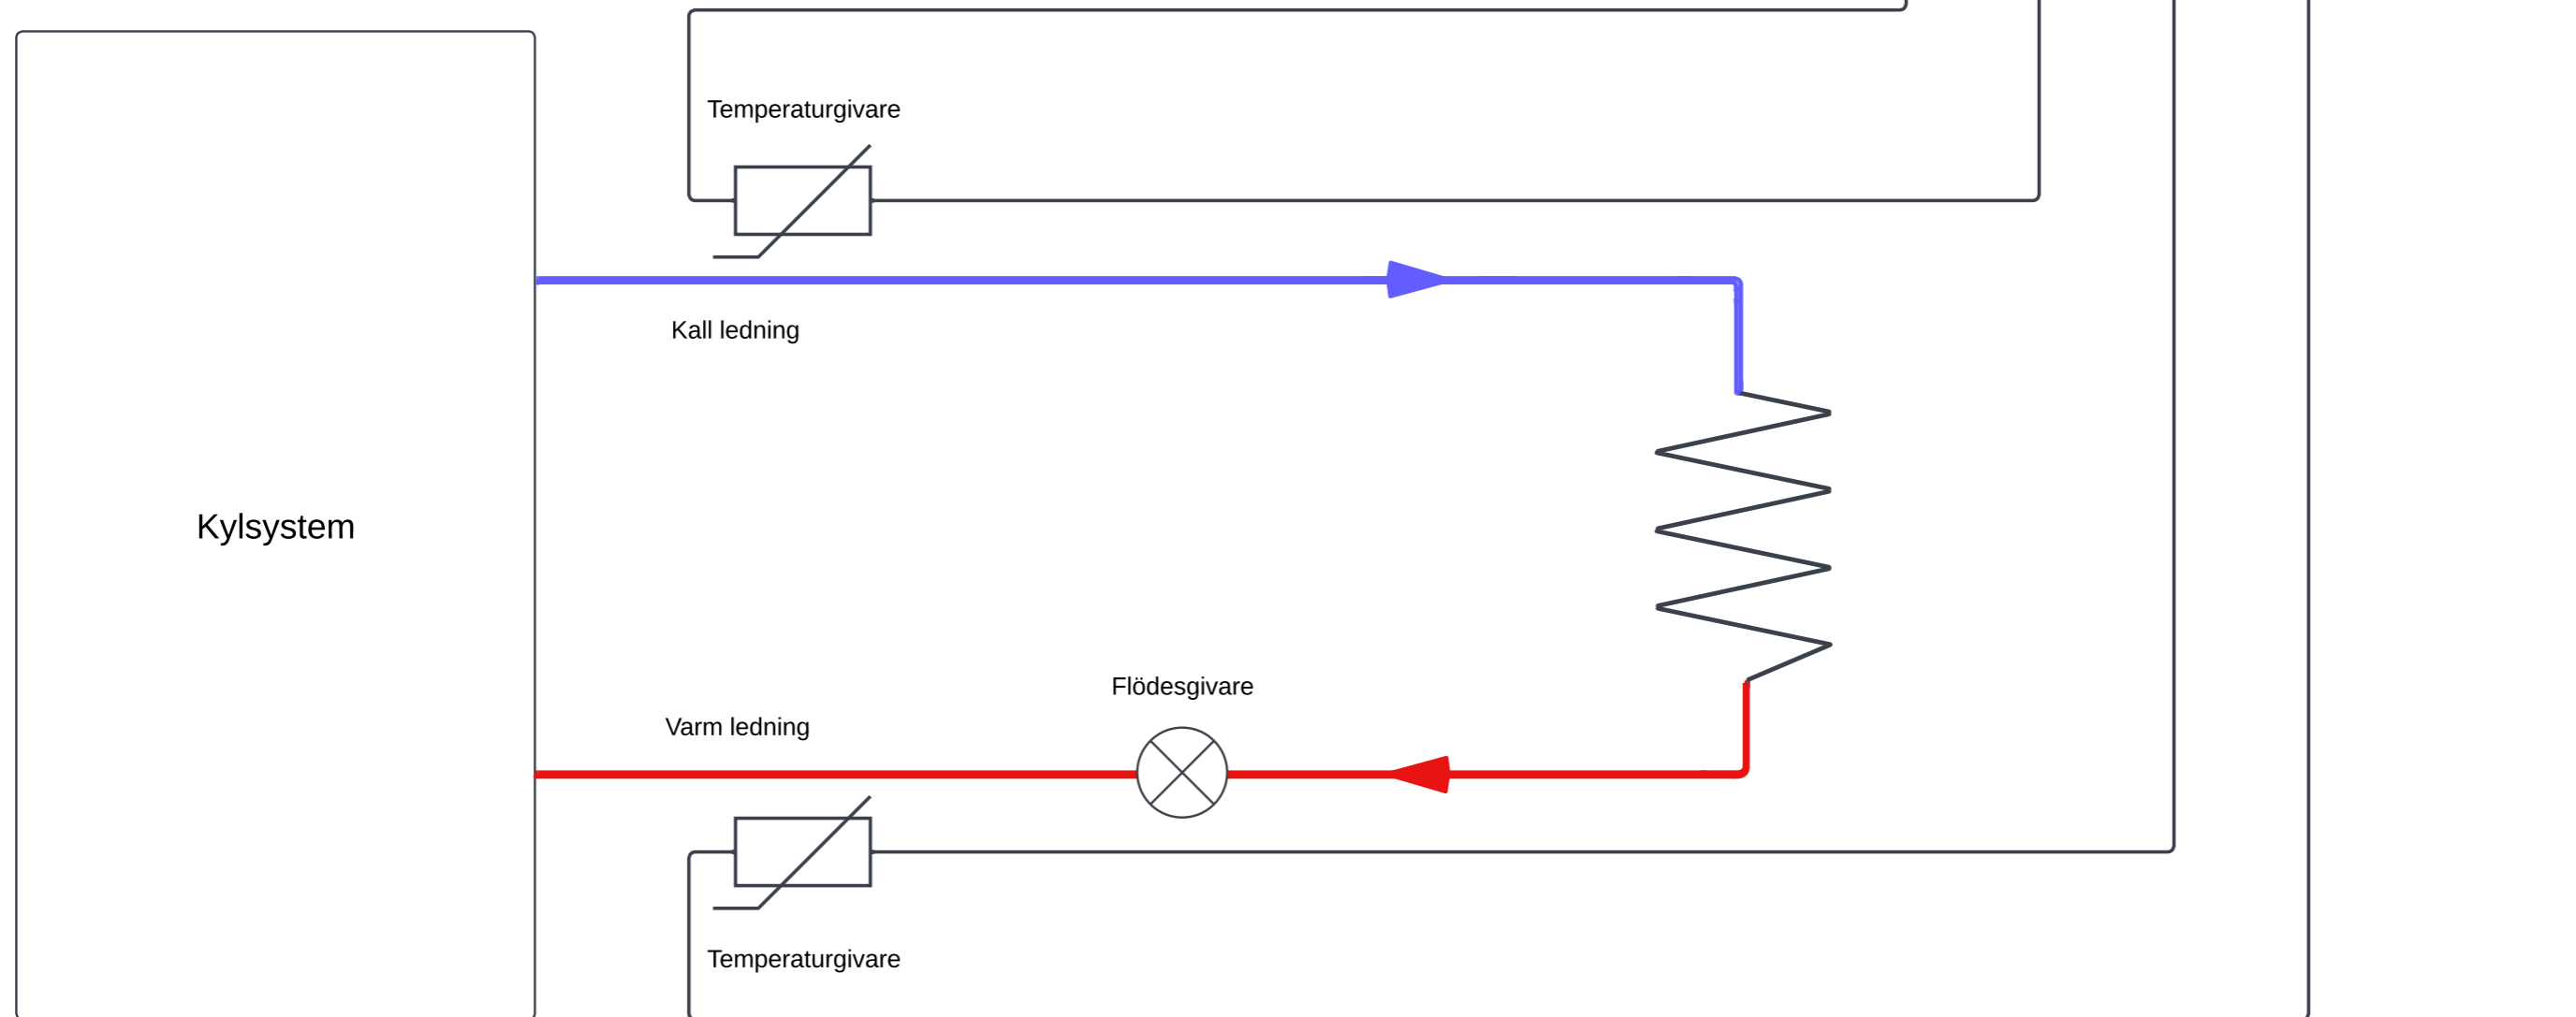 Temperaturgivare
Kall ledning
Kylsystem
Flödesgivare
Varm ledning
Temperaturgivare